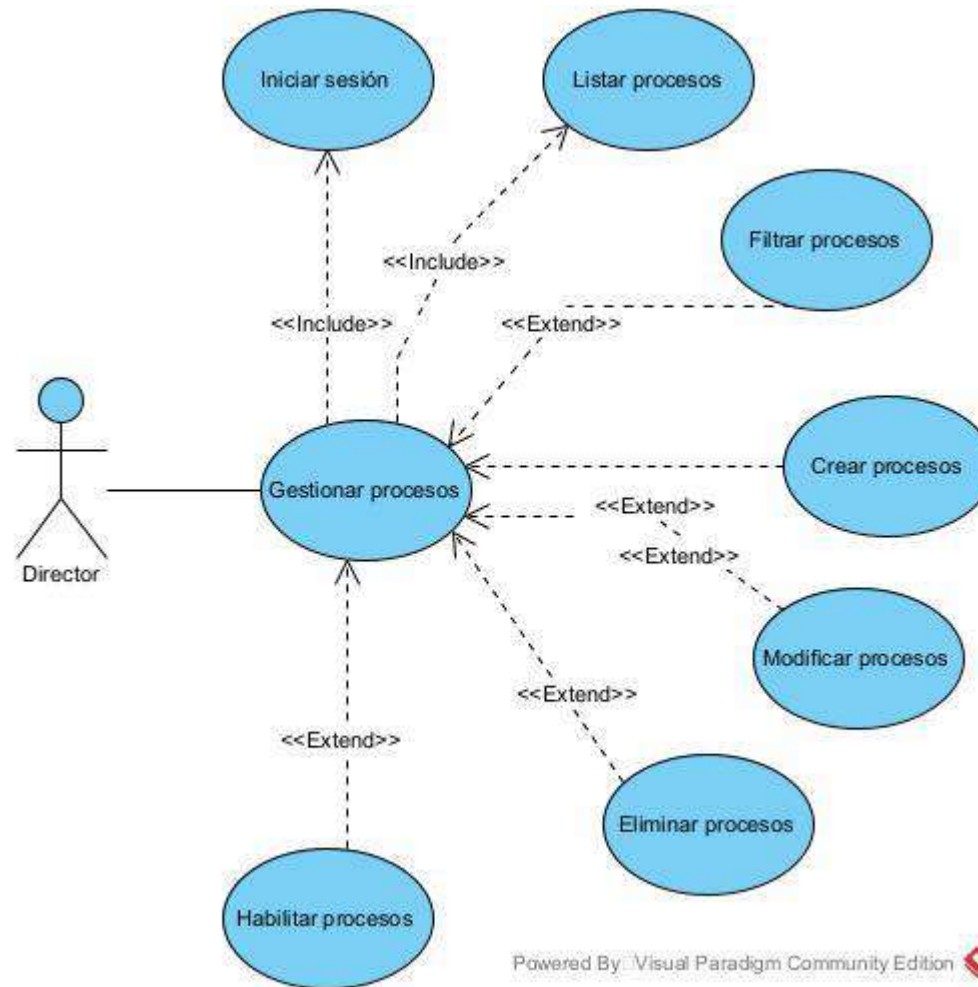 Iniciar sesión
Listar procesos
Filtrar procesos
<<Include>>
<<Include>>
<<Extend>>
Crear procesos
Gestionar procesos
<<Extend>>
<<Extend>>
Director
Modificar procesos
<<Extend>>
<<Extend>>
Eliminar procesos
Habilitar procesos
Powered By Visual Paradigm Community Edition